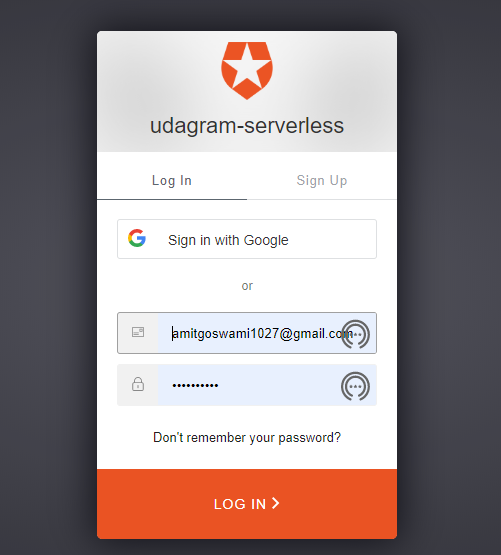 udagram-serverless
Log In
Sign Up
Sign in with Google
or
amitgoswami1027@gmail.com
••••••••••
Don't remember your password?
LOG IN >